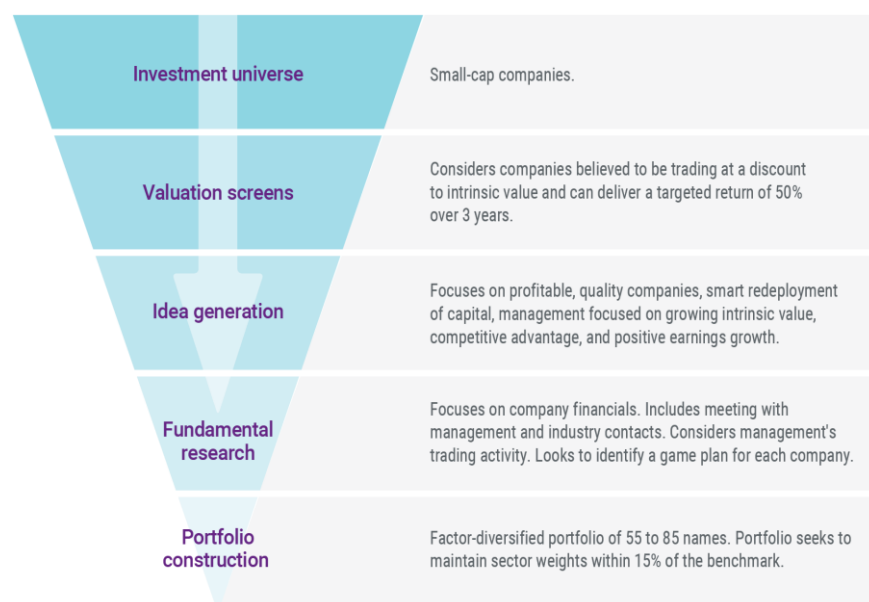 Investment universe
Small-cap companies.
Valuation screens
Considers companies believed to be trading at a discount
to intrinsic value and can deliver a targeted return of 50%
over 3 years.
Idea generation
Focuses on profitable, quality companies, smart redeployment
of capital, management focused on growing intrinsic value,
competitive advantage, and positive earnings growth.
Fundamental
research
Focuses on company financials. Includes meeting with
management and industry contacts. Considers management's
trading activity. Looks to identify a game plan for each company.
Portfolio
construction
Factor-diversified portfolio of 55 to 85 names. Portfolio seeks to
maintain sector weights within 15% of the benchmark.